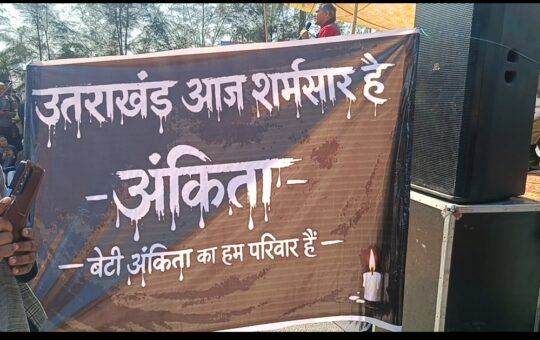 उतराखंड आज शर्मसार है
- अंकिता -
- बेटी अंकिता का हम परिवार हैं -